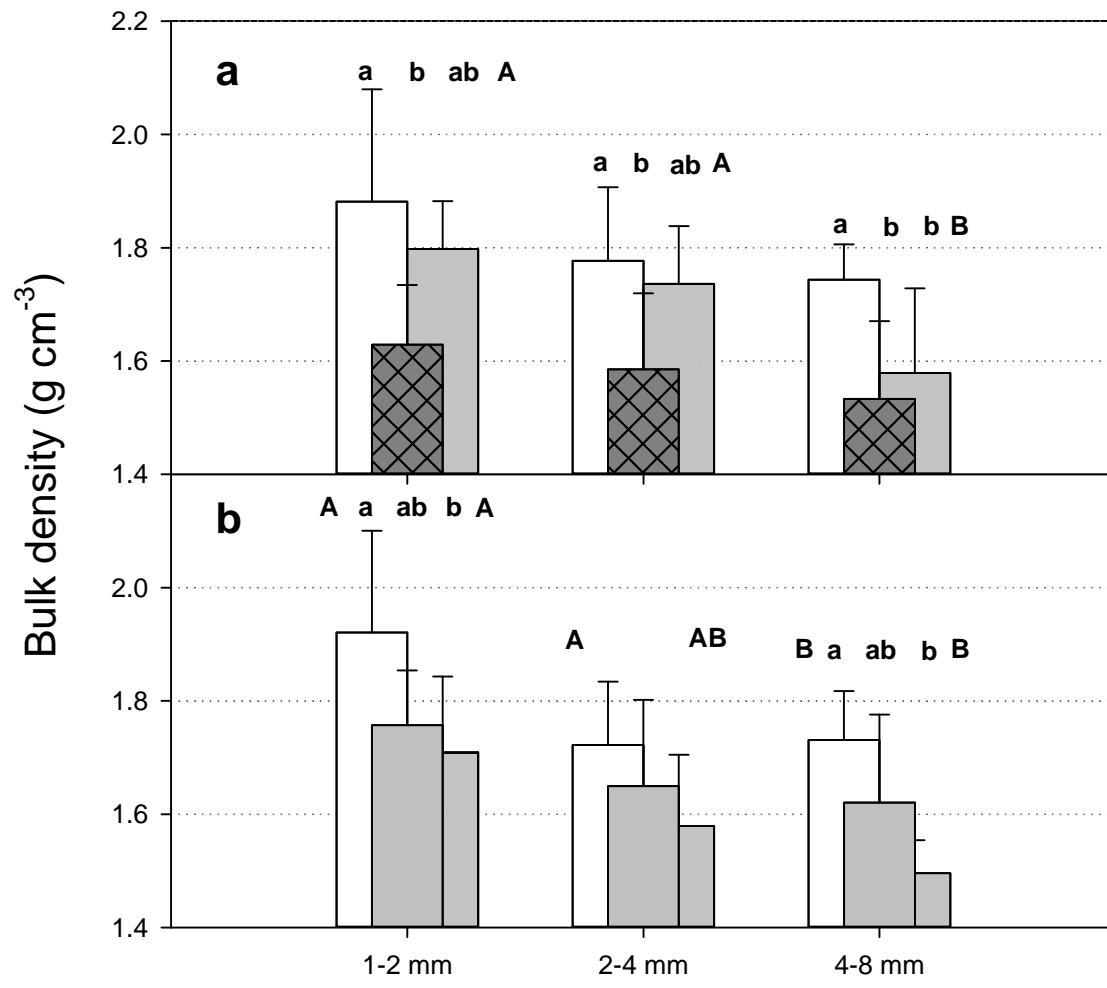 Bulk density (g cm-3)
2.2
a
a b ab A
2.0
a b ab A
a b b B
1.8
1.6
1.4
b
A a ab b A
2.0
A AB
B a ab b B
1.8
1.6
1.4
1-2 mm 2-4 mm 4-8 mm